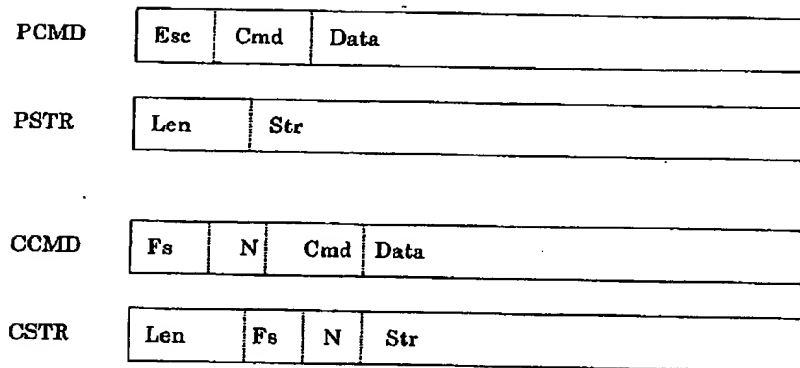 PCMD Esc Cmd Data
PSTR Len Str
CCMD Fs N Cmd Data
CSTR Len Fs N Str